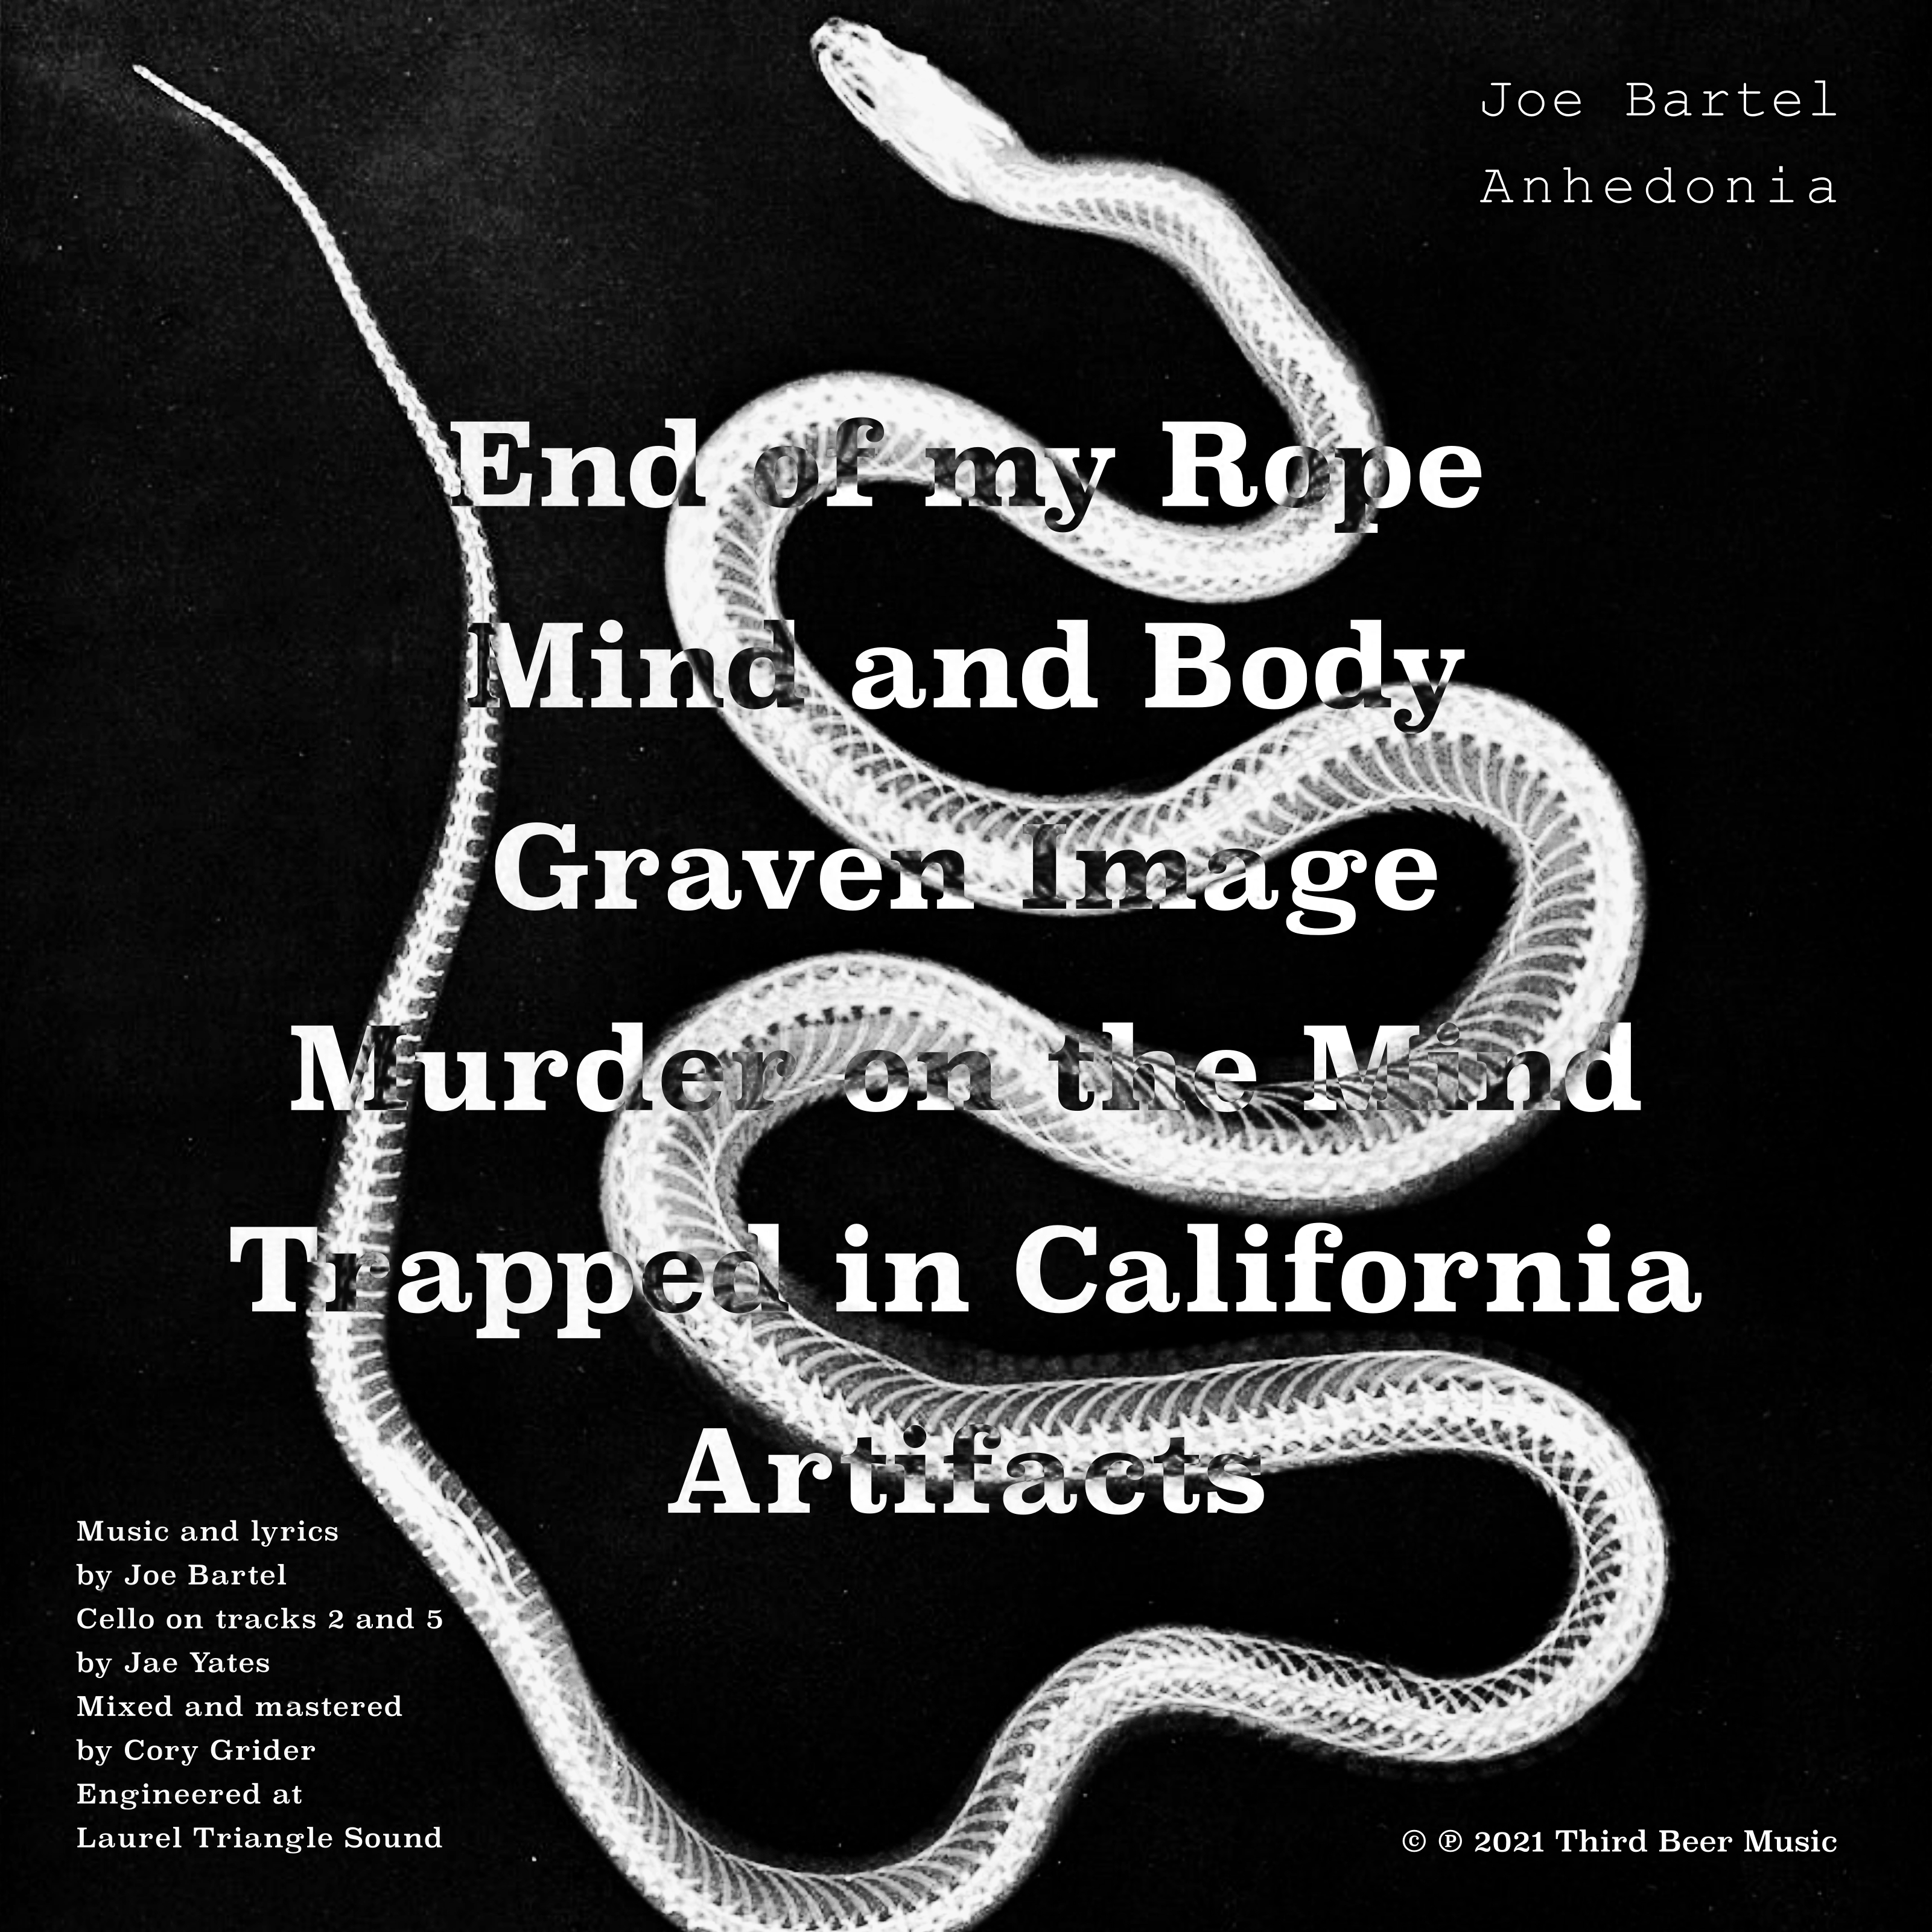 Joe Bartel
Anhedonia
End of my Rope
Mind and Body
Graven Image
Murder on the Mind
Trapped in California
Artifacts
Music and lyrics
by Joe Bartel
Cello on tracks 2 and 5
by Jae Yates
Mixed and mastered
by Cory Grider
Engineered at
Laurel Triangle Sound
© ℗ 2021 Third Beer Music